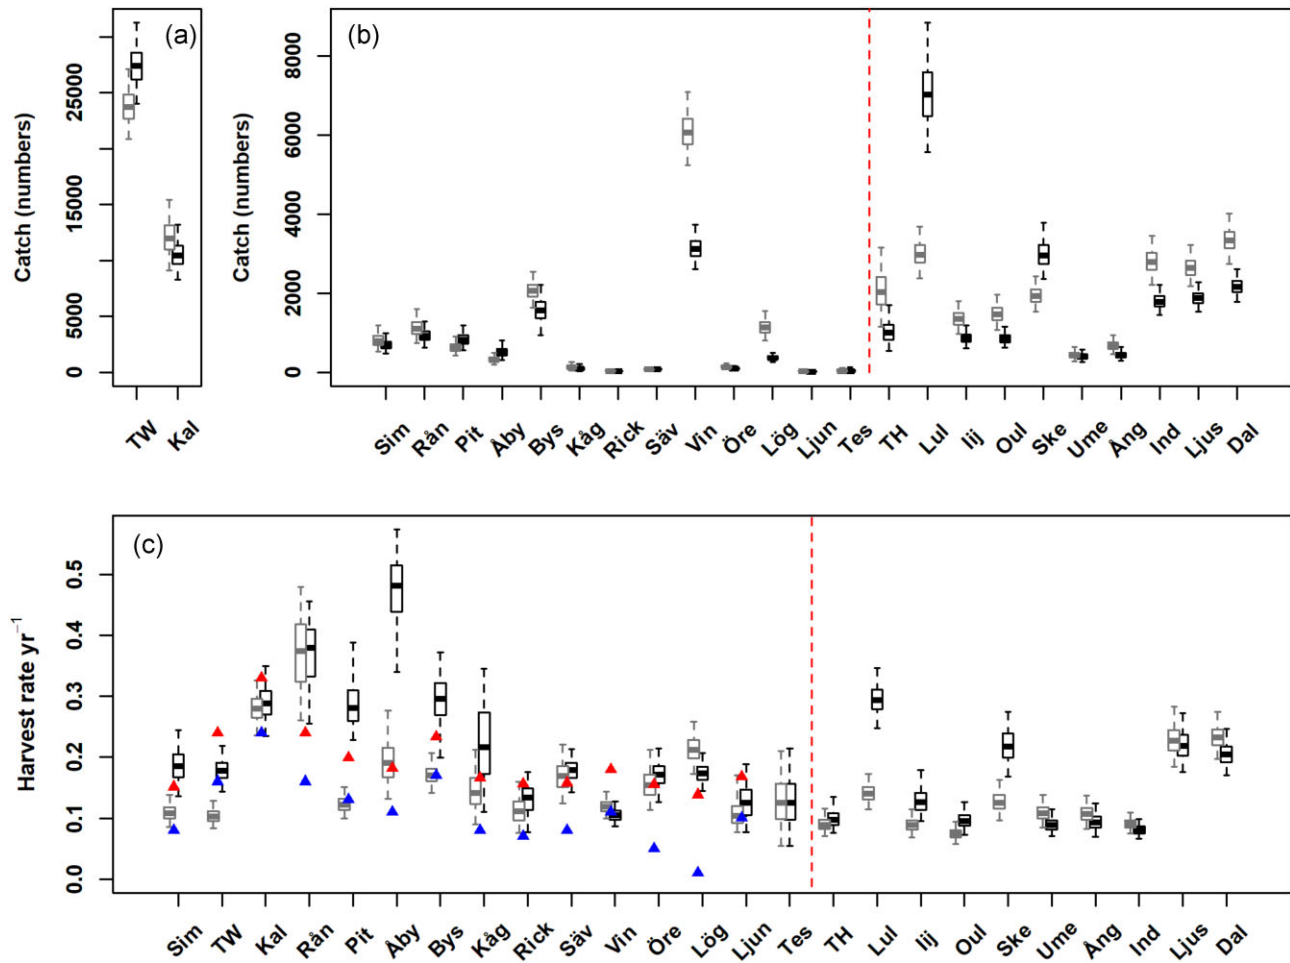 (a)
Catch (numbers)
0
5000
15000
25000
TW
Kal
(b)
Catch (numbers)
0
2000
4000
6000
8000
Sim
Rån
Pit
Åby
Bys
Kåg
Rick
Säv
Vin
Öre
Lög
Ljun
Tes
TH
Lul
Iij
Oul
Ske
Ume
Ång
Ind
Ljus
Dal
(c)
Harvest rate yr⁻¹
0.0
0.1
0.2
0.3
0.4
0.5
Sim
TW
Kal
Rån
Pit
Åby
Bys
Kåg
Rick
Säv
Vin
Öre
Lög
Ljun
Tes
TH
Lul
Iij
Oul
Ske
Ume
Ång
Ind
Ljus
Dal